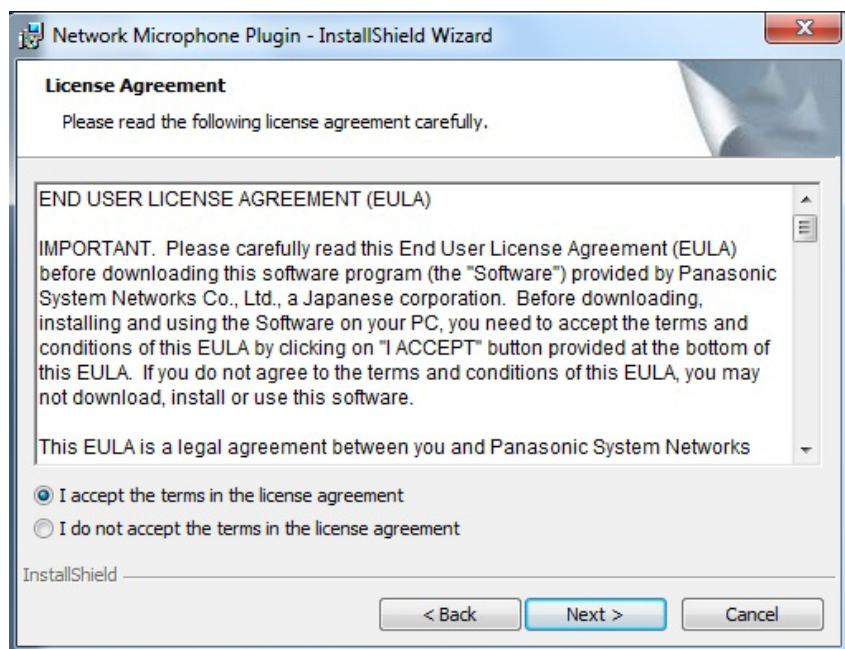 Network Microphone Plugin - InstallShield Wizard
License Agreement
Please read the following license agreement carefully.
END USER LICENSE AGREEMENT (EULA)
IMPORTANT.  Please carefully read this End User License Agreement (EULA)
before downloading this software program (the "Software") provided by Panasonic
System Networks Co., Ltd., a Japanese corporation.  Before downloading,
installing and using the Software on your PC, you need to accept the terms and
conditions of this EULA by clicking on "I ACCEPT" button provided at the bottom of
this EULA.  If you do not agree to the terms and conditions of this EULA, you may
not download, install or use this software.
This EULA is a legal agreement between you and Panasonic System Networks
I accept the terms in the license agreement
I do not accept the terms in the license agreement
InstallShield
< Back Next > Cancel